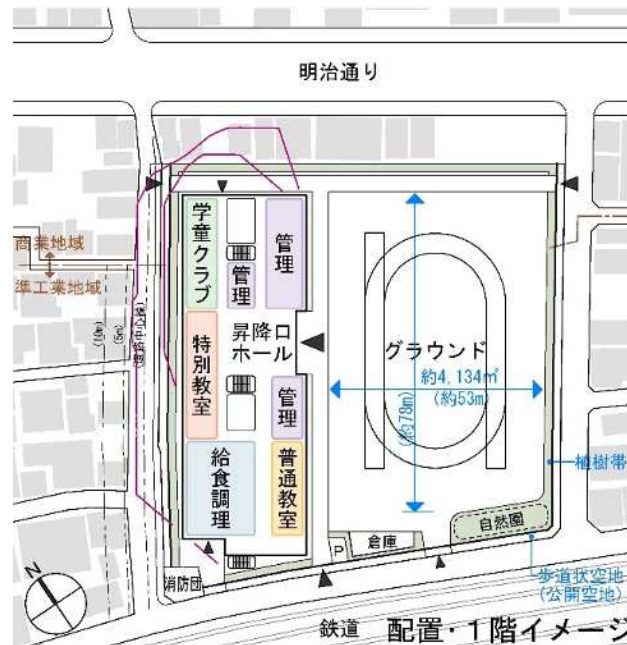 明治通り
商業地域
準工業地域
学童クラブ
管理
管理
特別教室
昇降口
ホール
管理
給食調理
普通教室
グラウンド
約4,134㎡
(約53m)
(約78m)
植樹帯
自然園
倉庫
P
消防団
歩道状空地
(公開空地)
N
鉄道
配置・1階イメージ